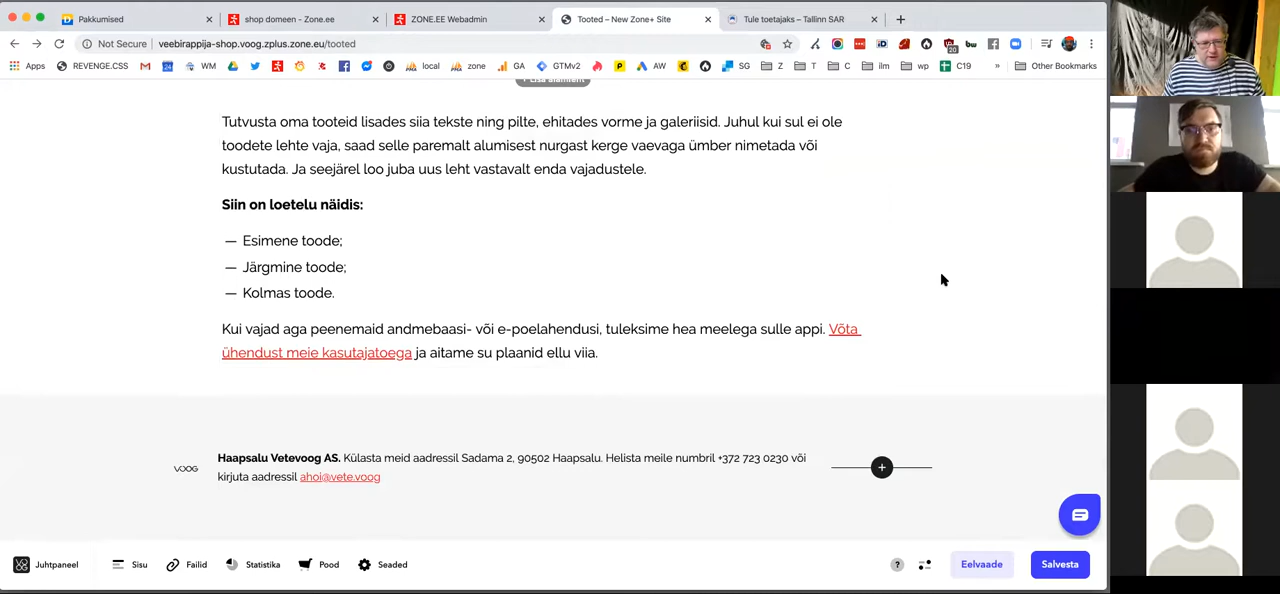 Pakkumised
shop domeen - Zone.ee
ZONE.EE Webadmin
Tooted – New Zone+ Site
Tule toetajaks – Tallinn SAR
Not Secure
veebirappija-shop.voog.zplus.zone.eu/tooted
Apps
REVENGE.CSS
WM
local
zone
GA
GTMv2
AW
SG
Z
T
C
ilm
wp
C19
»
Other Bookmarks
Tutvusta oma tooteid lisades siia tekste ning pilte, ehitades vorme ja galeriisid. Juhul kui sul ei ole
toodete lehte vaja, saad selle paremalt alumisest nurgast kerge vaevaga ümber nimetada või
kustutada. Ja seejärel loo juba uus leht vastavalt enda vajadustele.
Siin on loetelu näidis:
— Esimene toode;
— Järgmine toode;
— Kolmas toode.
Kui vajad aga peenemaid andmebaasi- või e-poelahendusi, tuleksime hea meelega sulle appi. Võta
ühendust meie kasutajatoega ja aitame su plaanid ellu viia.
Haapsalu Vetevoog AS. Külasta meid aadressil Sadama 2, 90502 Haapsalu. Helista meile numbril +372 723 0230 või
VOOG
kirjuta aadressil ahoi@vete.voog
Juhtpaneel
Sisu
Failid
Statistika
Pood
Seaded
?
Eelvaade
Salvesta